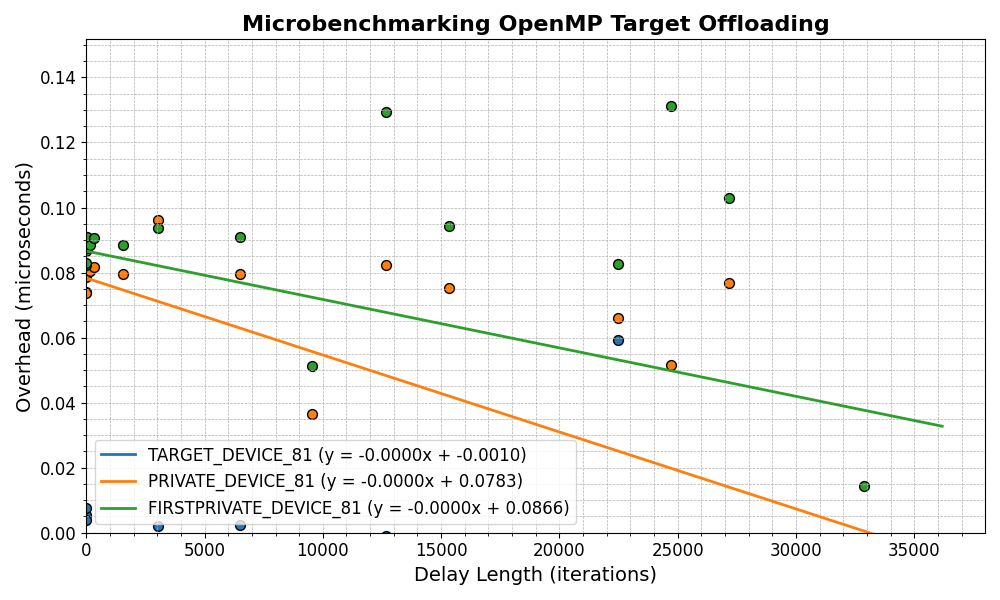 Microbenchmarking OpenMP Target Offloading
Overhead (microseconds)
0.14
0.12
0.10
0.08
0.06
0.04
0.02
0.00
TARGET_DEVICE_81 (y = -0.0000x + -0.0010)
PRIVATE_DEVICE_81 (y = -0.0000x + 0.0783)
FIRSTPRIVATE_DEVICE_81 (y = -0.0000x + 0.0866)
0 5000 10000 15000 20000 25000 30000 35000
Delay Length (iterations)